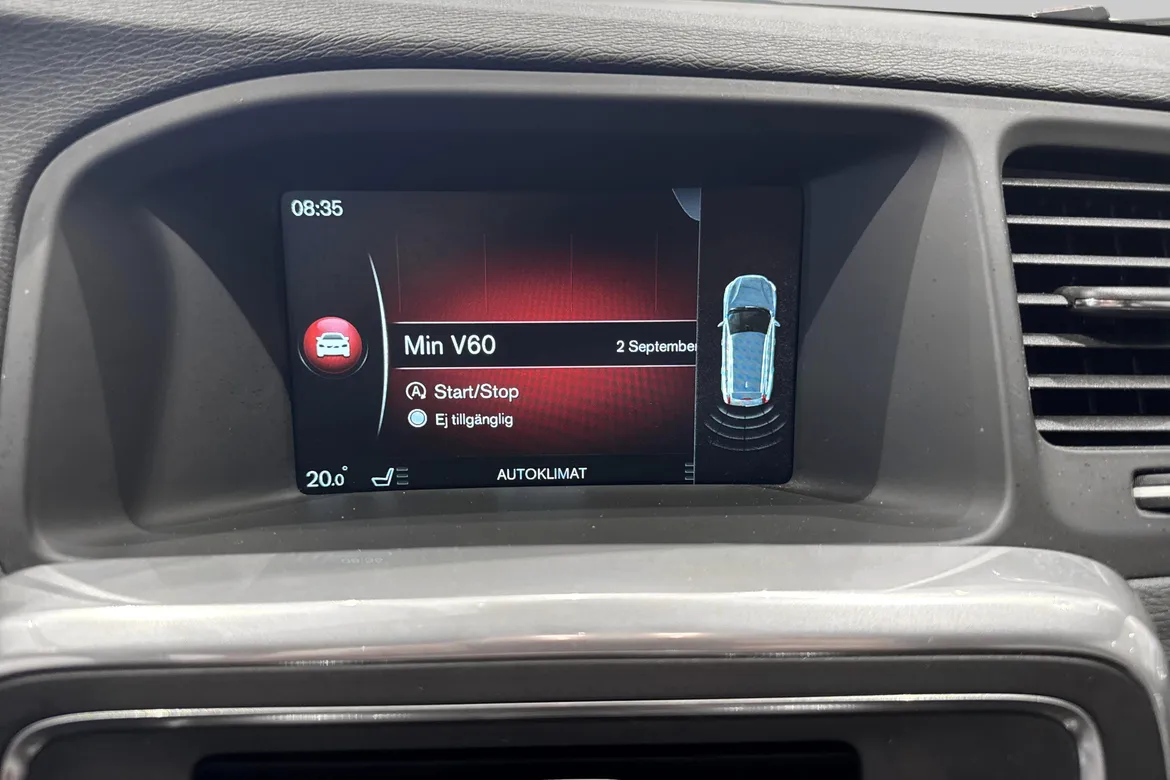 08:35
Min V60
2 September
A Start/Stop
Ej tillgänglig
20.0°
AUTOKLIMAT